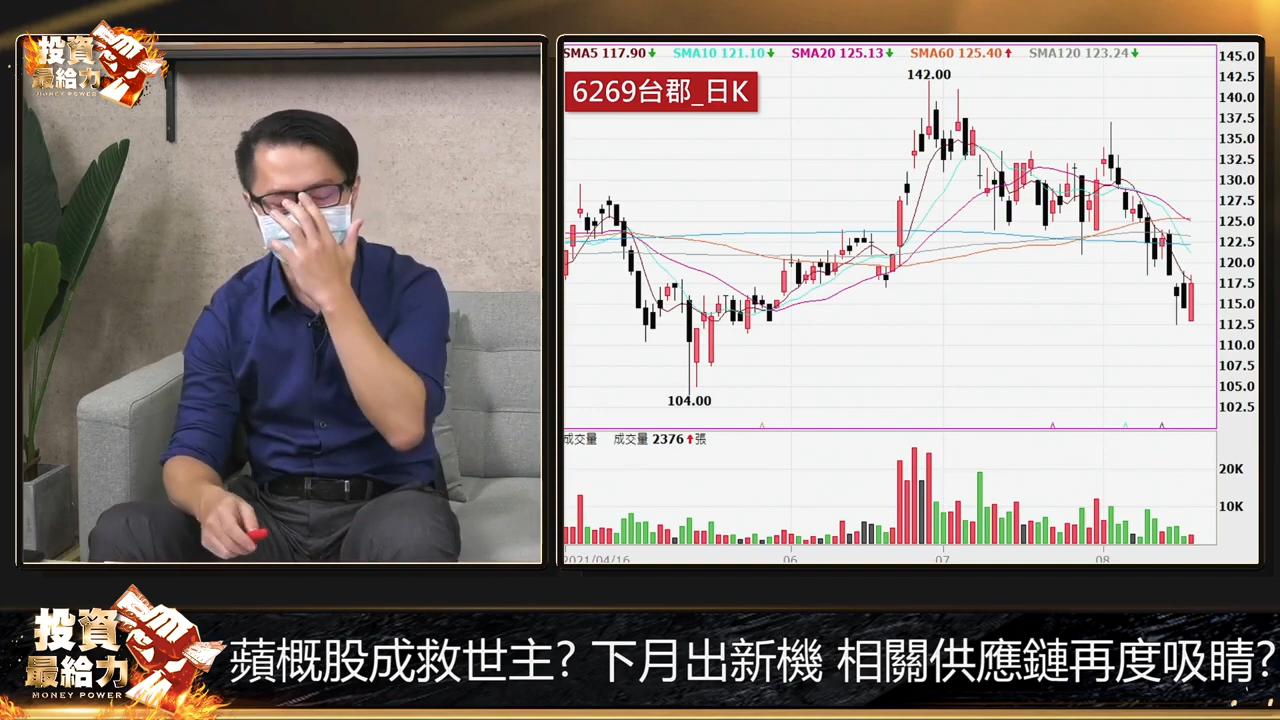 投資
最給力
MONEY POWER
SMA5 117.90↓ SMA10 121.10↓ SMA20 125.13↓ SMA60 125.40↑ SMA120 123.24↓
6269台郡_日K
142.00
104.00
145.0
142.5
140.0
137.5
135.0
132.5
130.0
127.5
125.0
122.5
120.0
117.5
115.0
112.5
110.0
107.5
105.0
102.5
成交量 成交量 2376↑張
20K
10K
2021/04/16 06 07 08
投資
最給力
MONEY POWER
蘋概股成救世主? 下月出新機 相關供應鏈再度吸睛?